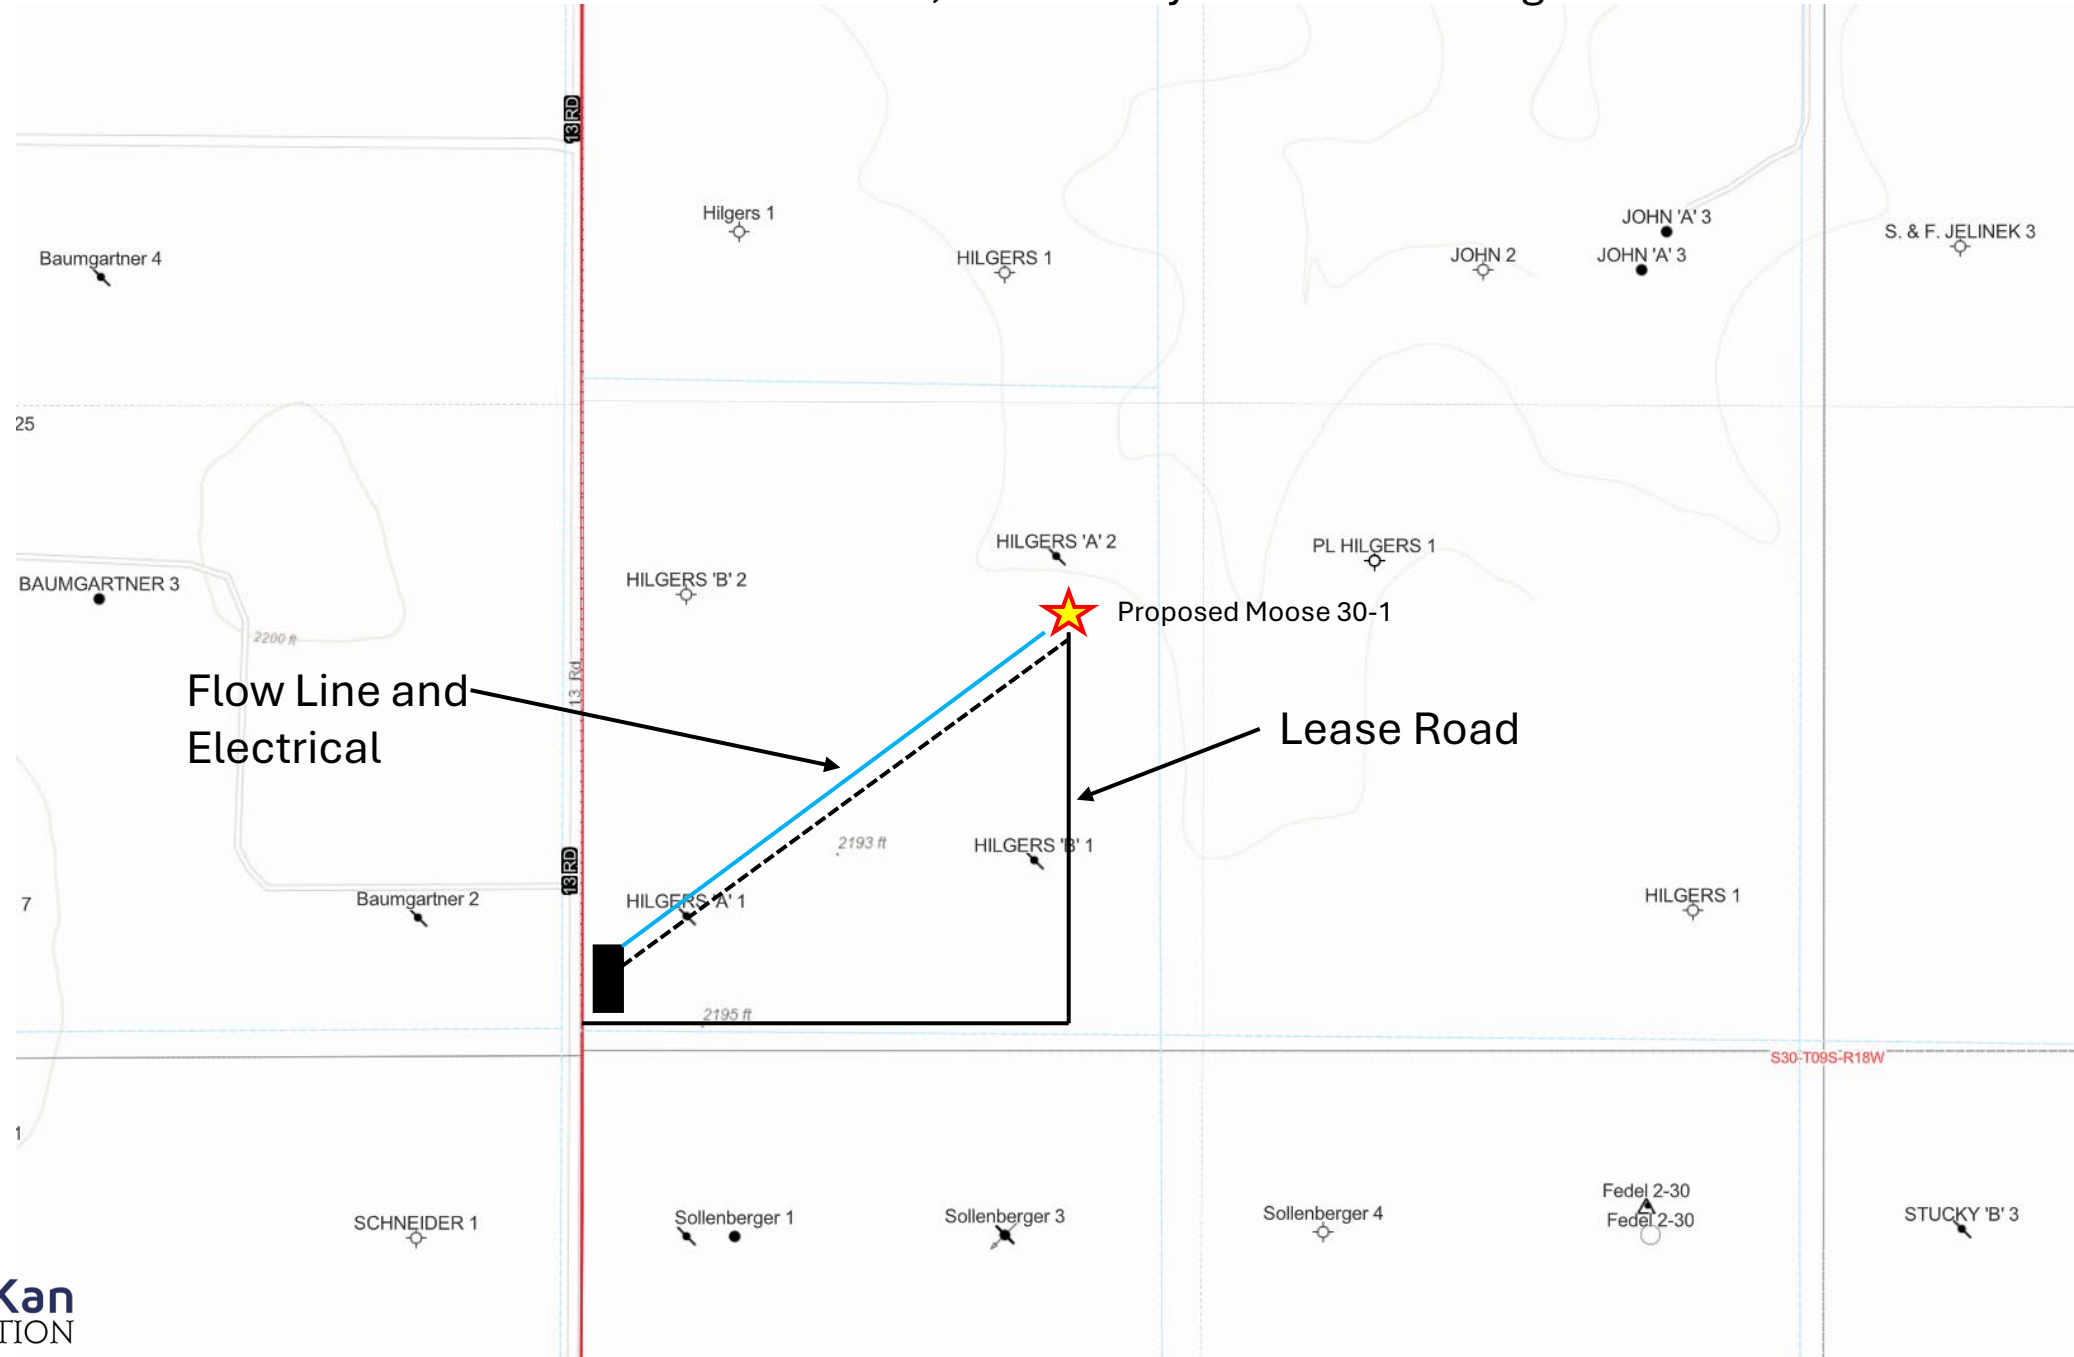 13 RD
Hilgers 1
JOHN 'A' 3
S. & F. JELINEK 3
Baumgartner 4
HILGERS 1
JOHN 2
JOHN 'A' 3
25
HILGERS 'A' 2
PL HILGERS 1
BAUMGARTNER 3
HILGERS 'B' 2
Proposed Moose 30-1
2200 ft
13 Rd
Flow Line and
Electrical
Lease Road
2193 ft
HILGERS 'B' 1
13 RD
Baumgartner 2
HILGERS 'A' 1
HILGERS 1
7
2195 ft
S30-T09S-R18W
1
Fedel 2-30
SCHNEIDER 1
Sollenberger 1
Sollenberger 3
Sollenberger 4
Fedel 2-30
STUCKY 'B' 3
Kan
TION